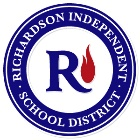 RICHARDSON INDEPENDENT
R
· SCHOOL DISTRICT ·